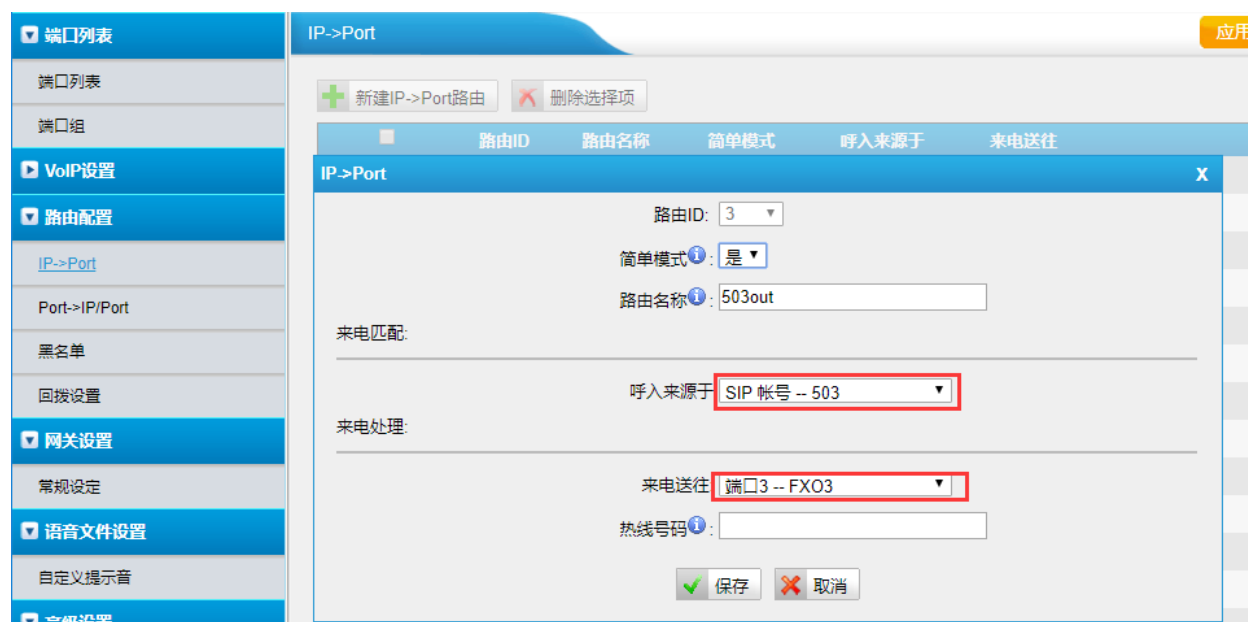 端口列表
端口列表
端口组
VoIP设置
路由配置
IP->Port
Port->IP/Port
黑名单
回拨设置
网关设置
常规设定
语音文件设置
自定义提示音
高级设置
IP->Port
应用
新建IP->Port路由 删除选择项
路由ID 路由名称 简单模式 呼入来源于 来电送往
IP->Port X
路由ID: 3
简单模式: 是
路由名称: 503out
来电匹配:
呼入来源于 SIP 帐号 -- 503
来电处理:
来电送往 端口3 -- FXO3
热线号码:
保存 取消